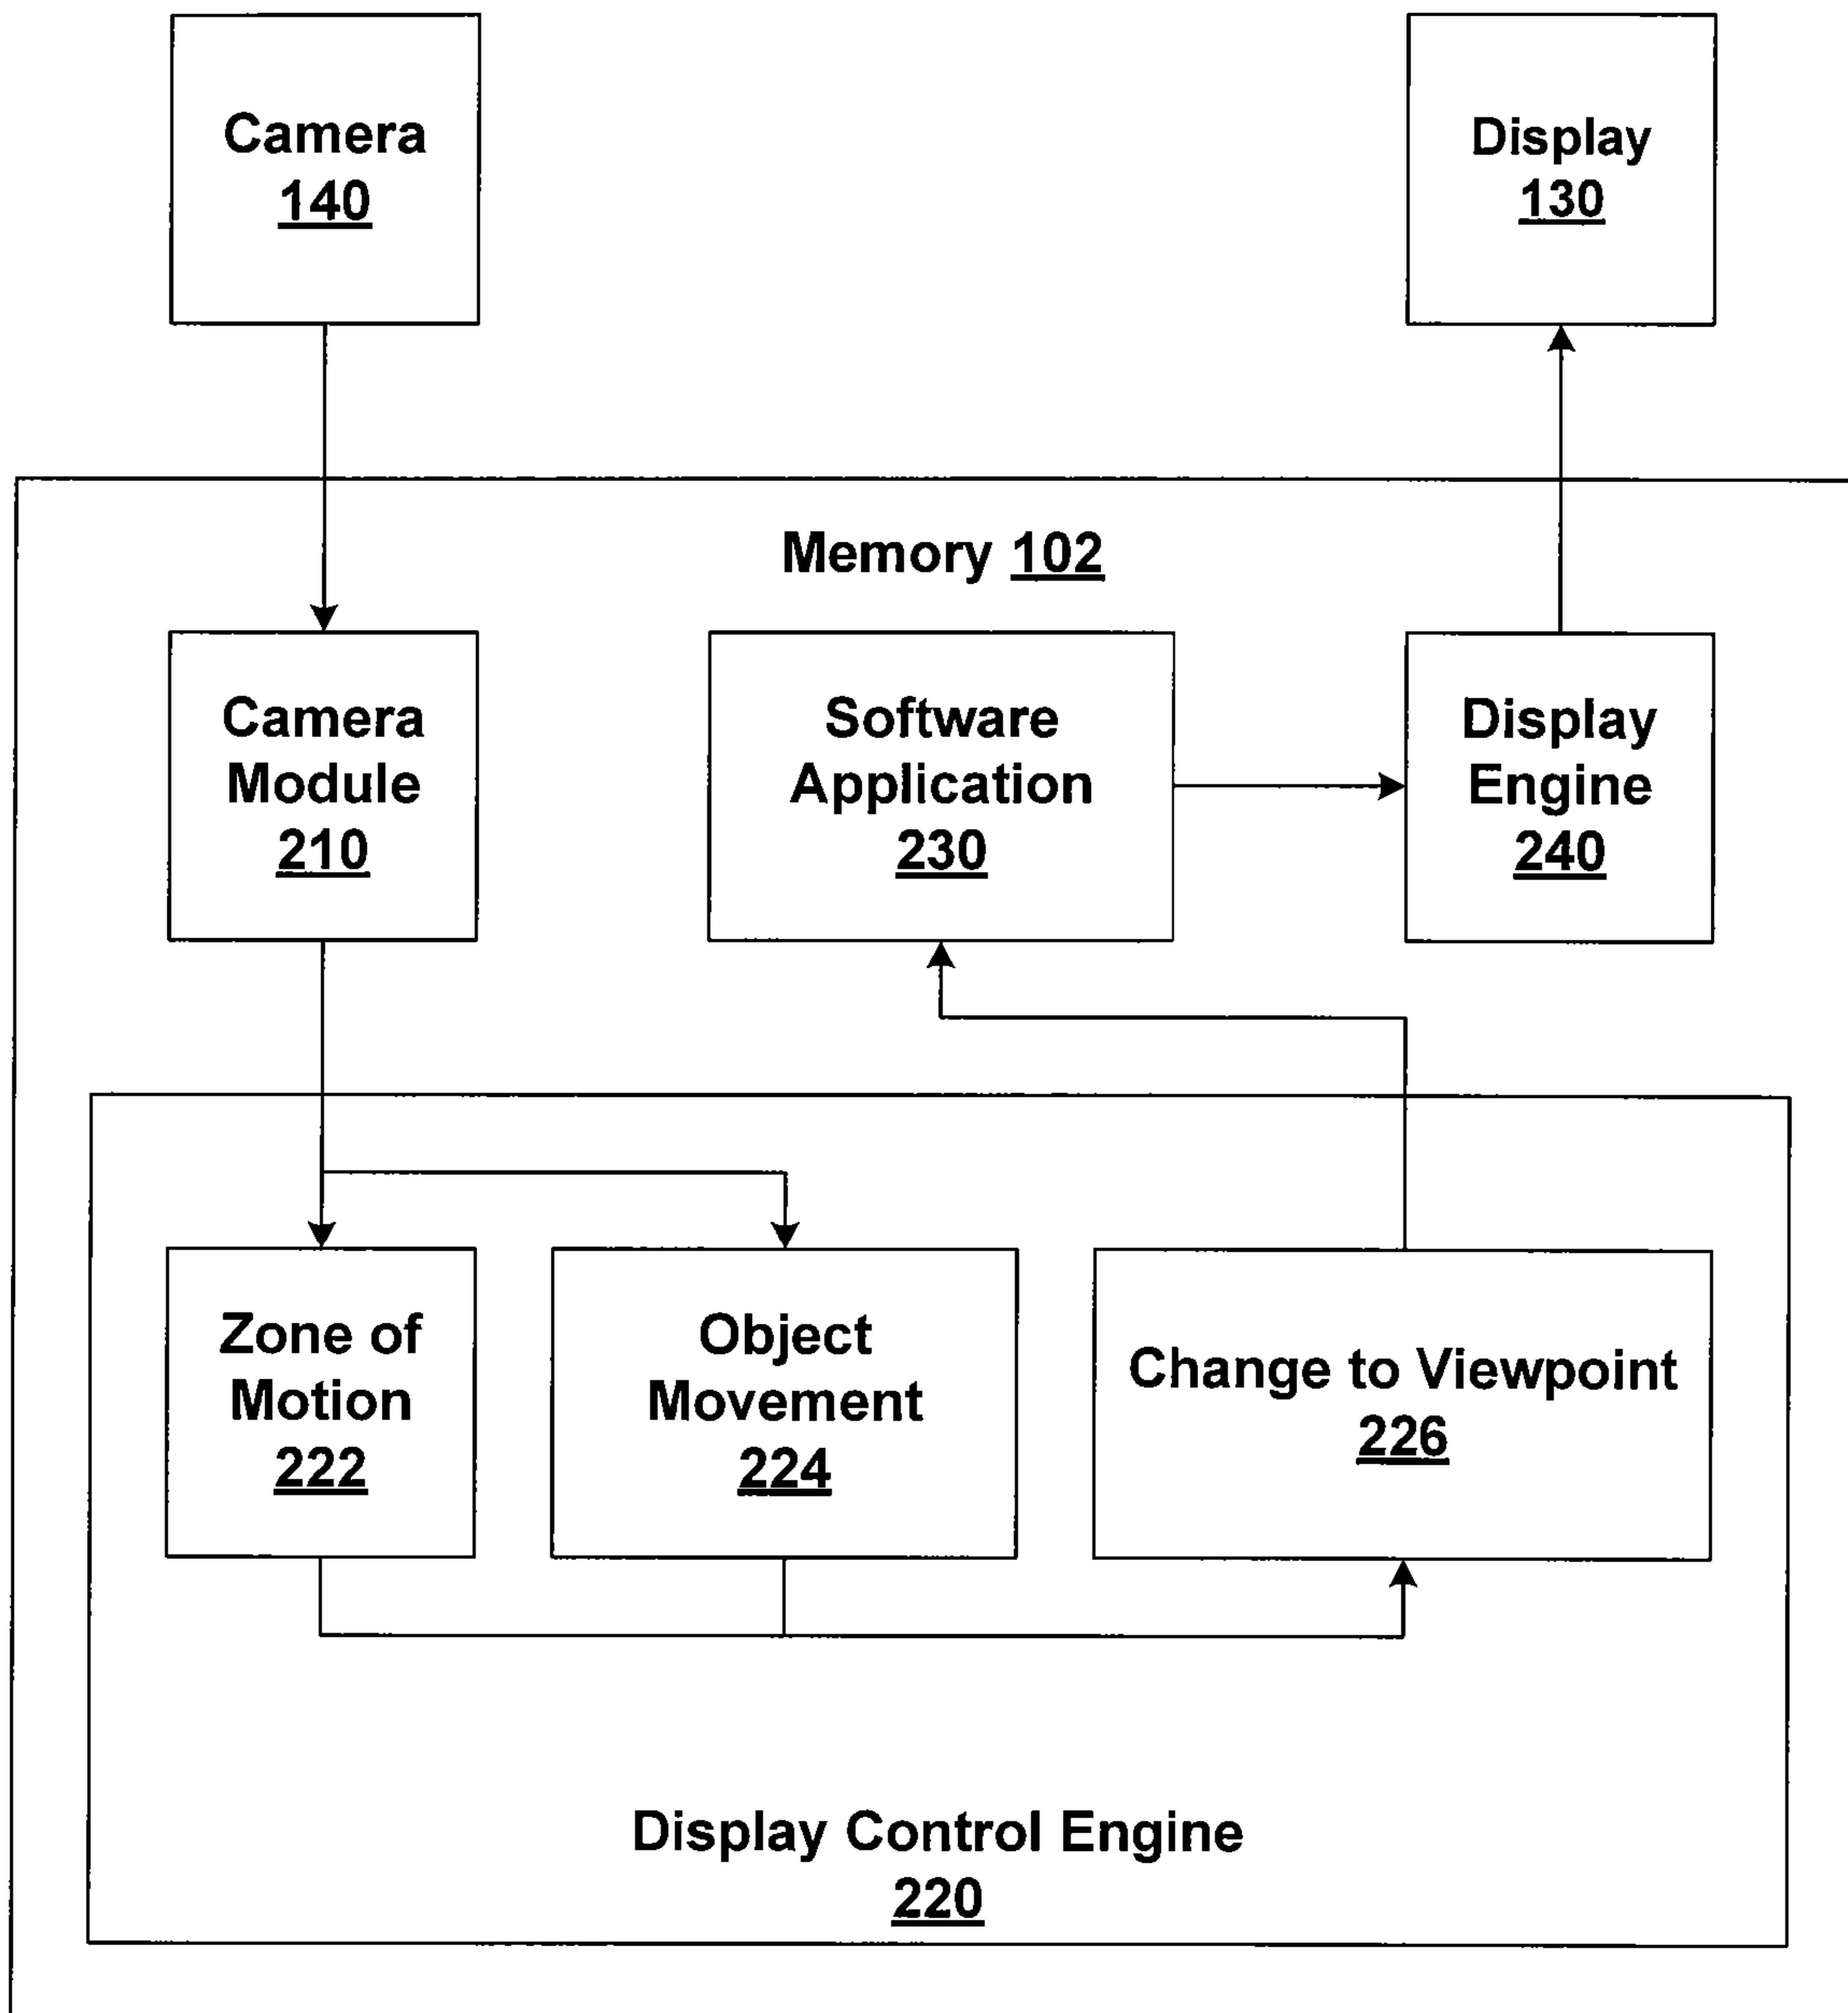 Camera
140
Display
130
Memory 102
Camera
Module
210
Software
Application
230
Display
Engine
240
Zone of
Motion
222
Object
Movement
224
Change to Viewpoint
226
Display Control Engine
220